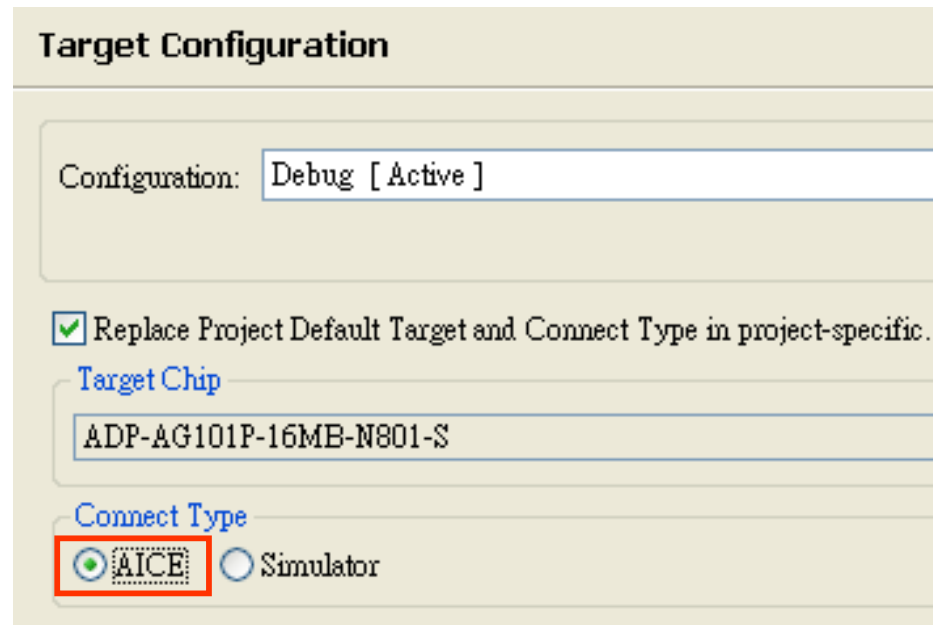 Target Configuration
Configuration: Debug [ Active ]
Replace Project Default Target and Connect Type in project-specific.
Target Chip
ADP-AG101P-16MB-N801-S
Connect Type
AICE Simulator